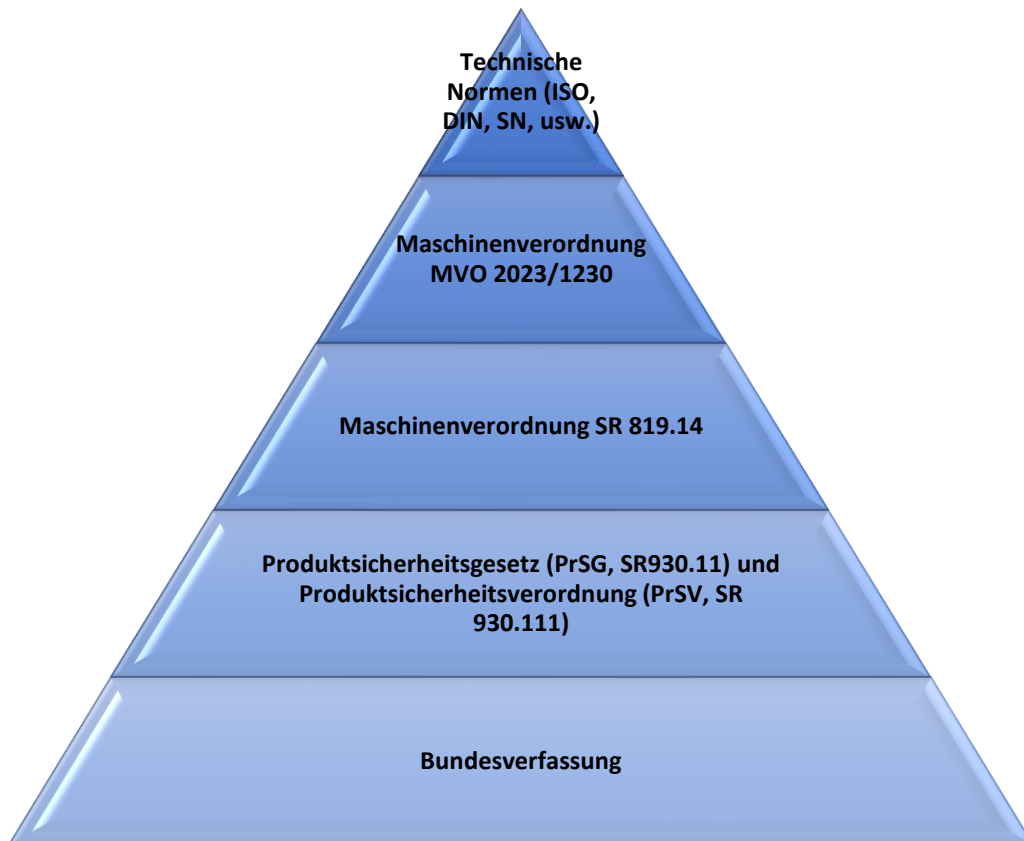 Technische
Normen (ISO,
DIN, SN, usw.)
Maschinenverordnung
MVO 2023/1230
Maschinenverordnung SR 819.14
Produktsicherheitsgesetz (PrSG, SR930.11) und
Produktsicherheitsverordnung (PrSV, SR
930.111)
Bundesverfassung